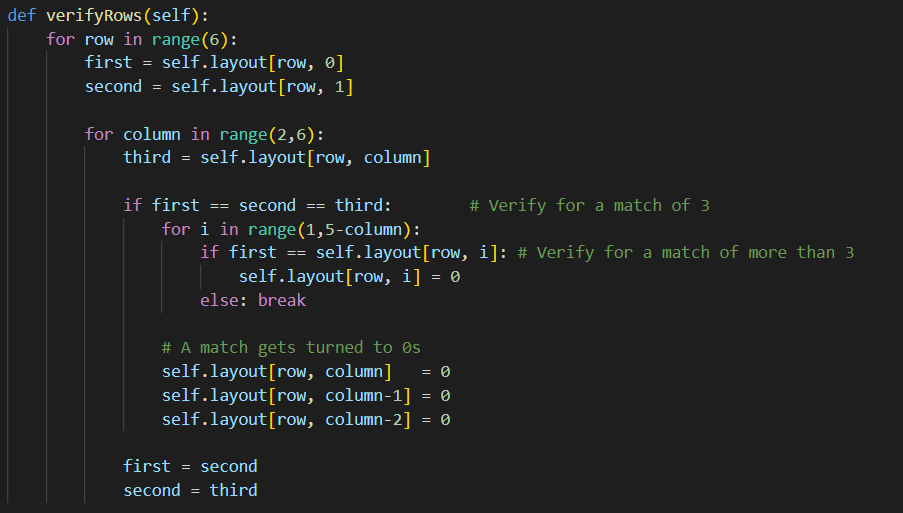 def verifyRows(self):
    for row in range(6):
        first = self.layout[row, 0]
        second = self.layout[row, 1]

        for column in range(2,6):
            third = self.layout[row, column]

            if first == second == third:        # Verify for a match of 3
                for i in range(1,5-column):
                    if first == self.layout[row, i]: # Verify for a match of more than 3
                        self.layout[row, i] = 0
                    else: break

                # A match gets turned to 0s
                self.layout[row, column]   = 0
                self.layout[row, column-1] = 0
                self.layout[row, column-2] = 0

            first = second
            second = third